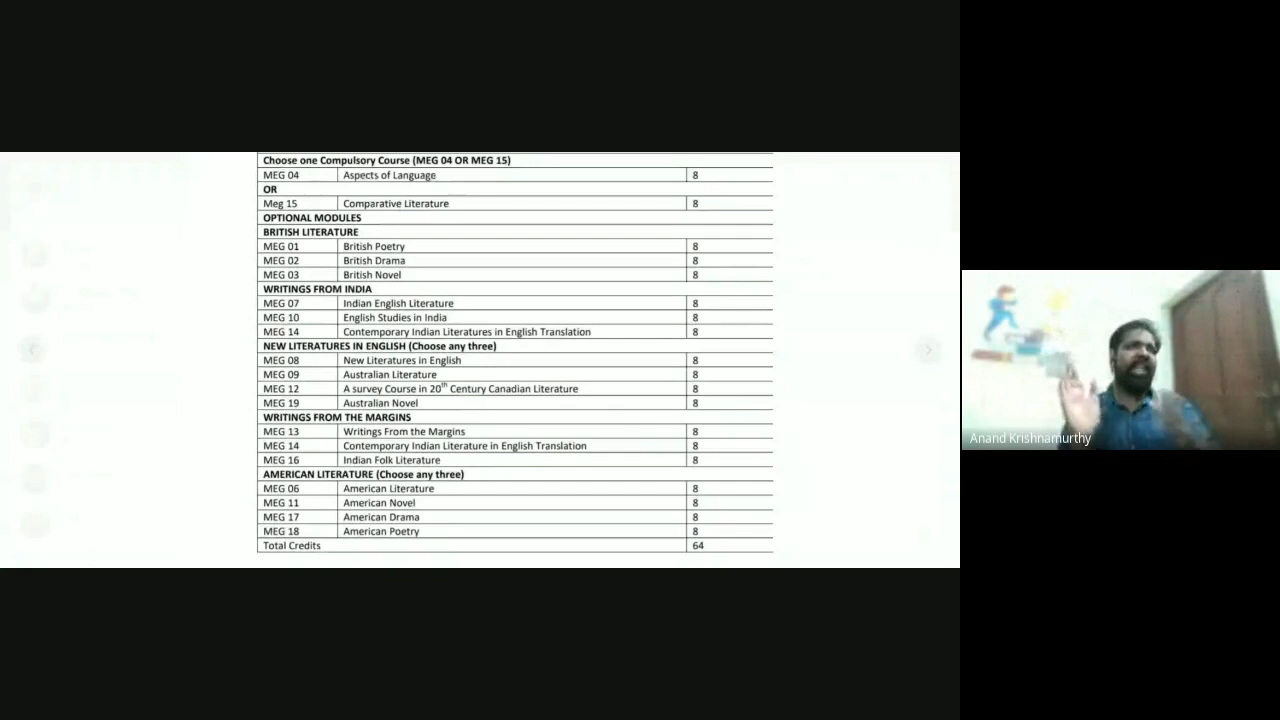 Choose one Compulsory Course (MEG 04 OR MEG 15)
MEG 04 Aspects of Language 8
OR
Meg 15 Comparative Literature 8
OPTIONAL MODULES
BRITISH LITERATURE
MEG 01 British Poetry 8
MEG 02 British Drama 8
MEG 03 British Novel 8
WRITINGS FROM INDIA
MEG 07 Indian English Literature 8
MEG 10 English Studies in India 8
MEG 14 Contemporary Indian Literatures in English Translation 8
NEW LITERATURES IN ENGLISH (Choose any three)
MEG 08 New Literatures in English 8
MEG 09 Australian Literature 8
MEG 12 A survey Course in 20th Century Canadian Literature 8
MEG 19 Australian Novel 8
WRITINGS FROM THE MARGINS
MEG 13 Writings From the Margins 8
MEG 14 Contemporary Indian Literature in English Translation 8
MEG 16 Indian Folk Literature 8
AMERICAN LITERATURE (Choose any three)
MEG 06 American Literature 8
MEG 11 American Novel 8
MEG 17 American Drama 8
MEG 18 American Poetry 8
Total Credits 64
Anand Krishnamurthy